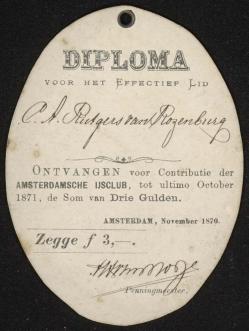 DIPLOMA
VOOR HET EFFECTIEF LID
C. A. Rutgers van Rozenburg
ONTVANGEN voor Contributie der
AMSTERDAMSCHE IJSCLUB, tot ultimo October
1871, de Som van Drie Gulden.
AMSTERDAM, November 1870.
Zegge f 3,—.
Penningmeester.